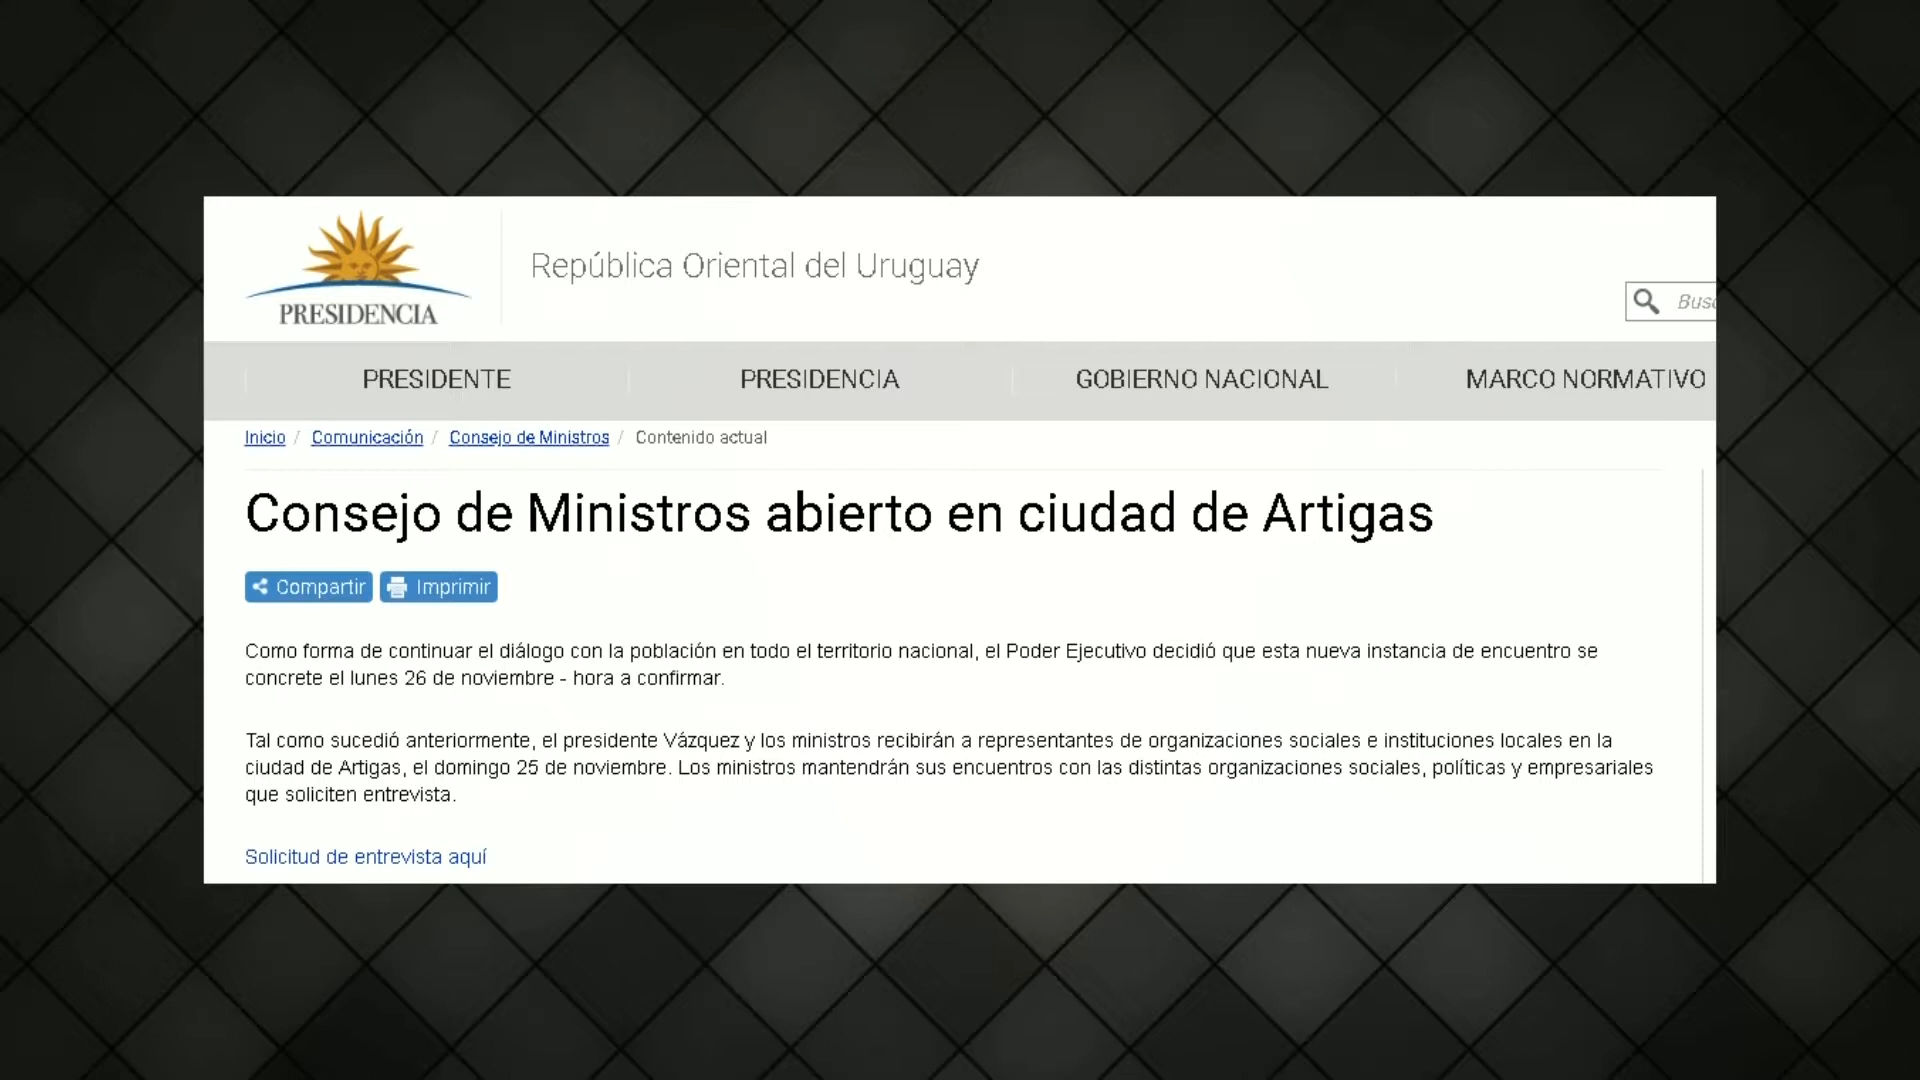 PRESIDENCIA
República Oriental del Uruguay
PRESIDENTE
PRESIDENCIA
GOBIERNO NACIONAL
MARCO NORMATIVO
Inicio / Comunicación / Consejo de Ministros / Contenido actual
Consejo de Ministros abierto en ciudad de Artigas
Compartir Imprimir
Como forma de continuar el diálogo con la población en todo el territorio nacional, el Poder Ejecutivo decidió que esta nueva instancia de encuentro se
concrete el lunes 26 de noviembre - hora a confirmar.
Tal como sucedió anteriormente, el presidente Vázquez y los ministros recibirán a representantes de organizaciones sociales e instituciones locales en la
ciudad de Artigas, el domingo 25 de noviembre. Los ministros mantendrán sus encuentros con las distintas organizaciones sociales, políticas y empresariales
que soliciten entrevista.
Solicitud de entrevista aquí